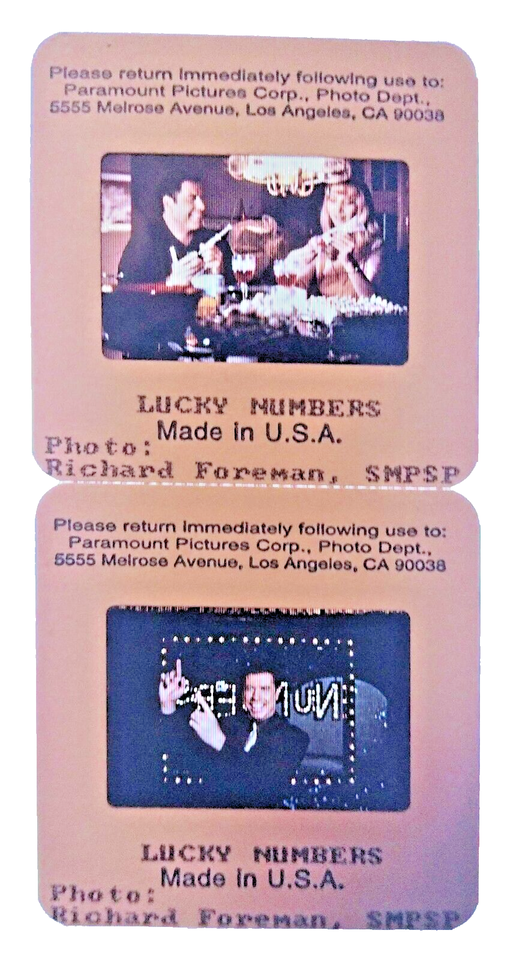 Please return immediately following use to:
Paramount Pictures Corp., Photo Dept.,
5555 Melrose Avenue, Los Angeles, CA 90038
LUCKY NUMBERS
Made in U.S.A.
Photo:
Richard Foreman, SMPSP
Please return immediately following use to:
Paramount Pictures Corp., Photo Dept.,
5555 Melrose Avenue, Los Angeles, CA 90038
LUCKY NUMBERS
Made in U.S.A.
Photo:
Richard Foreman, SMPSP